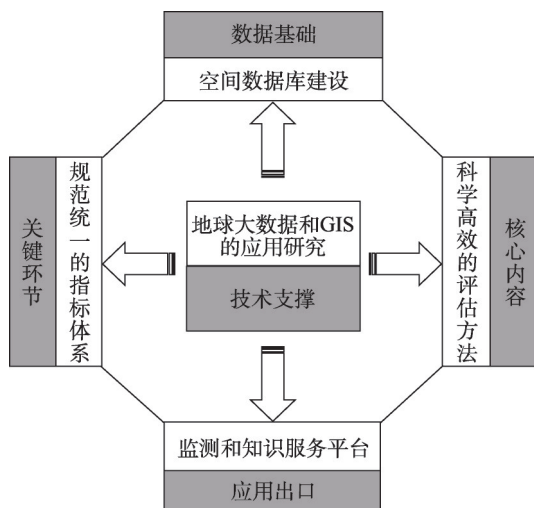 数据基础
空间数据库建设
关键环节
规范统一的指标体系
地球大数据和GIS
的应用研究
技术支撑
科学高效的评估方法
核心内容
监测和知识服务平台
应用出口